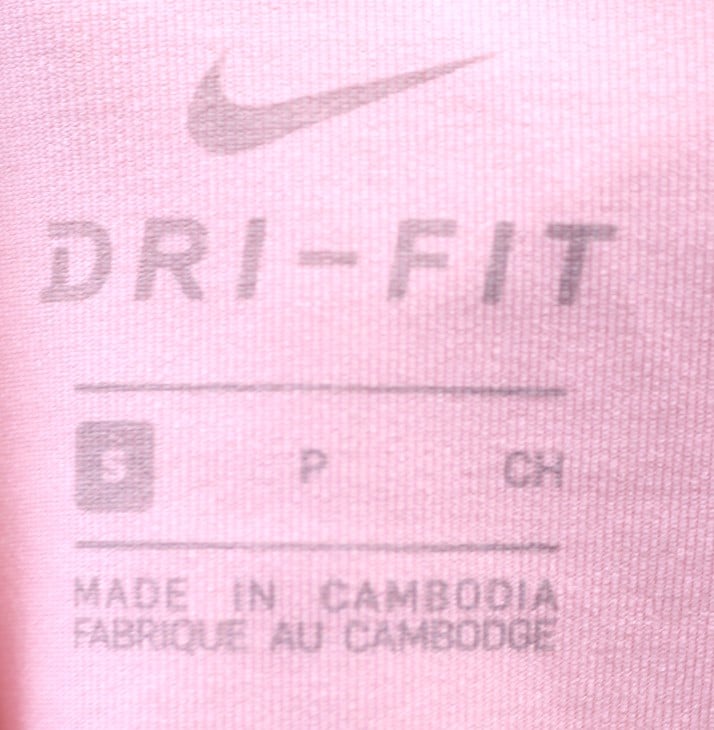 DRI-FIT
S P CH
MADE IN CAMBODIA
FABRIQUE AU CAMBODGE